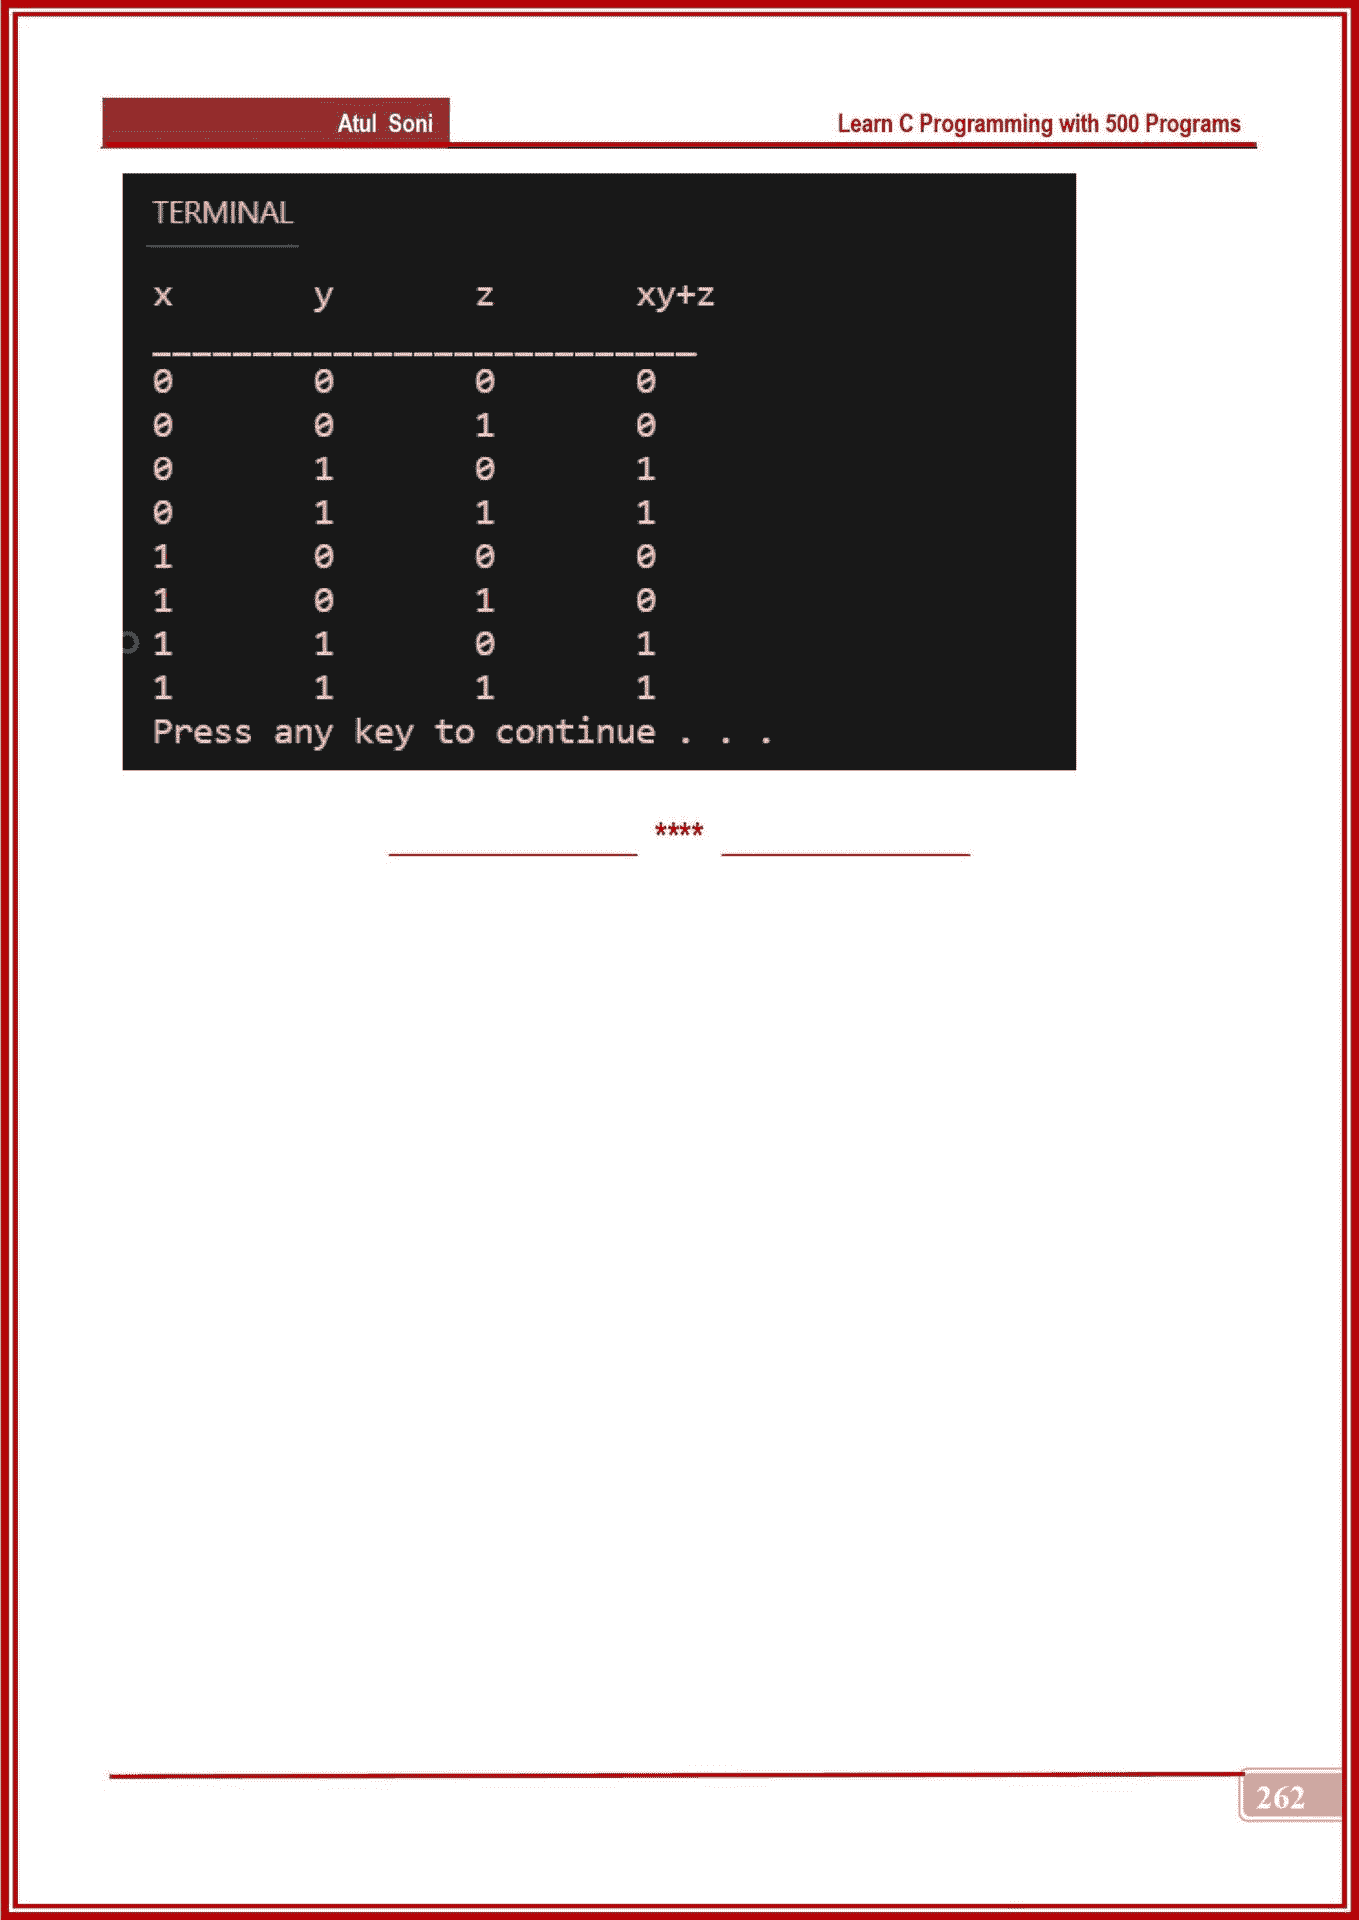 Atul Soni
Learn C Programming with 500 Programs
TERMINAL
x y z xy+z
___________________________
0 0 0 0
0 0 1 0
0 1 0 1
0 1 1 1
1 0 0 0
1 0 1 0
1 1 0 1
1 1 1 1
Press any key to continue . . .
****
262